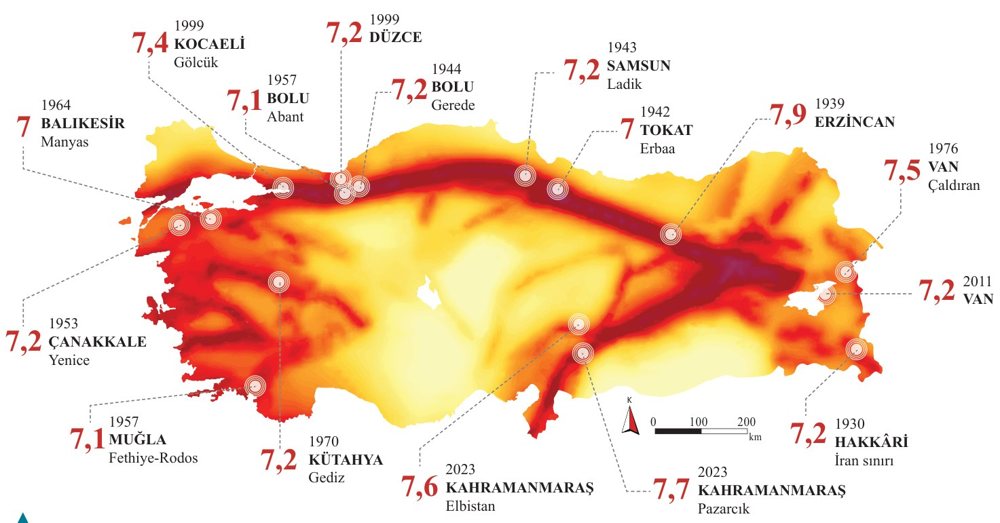 7,4
1999
KOCAELİ
Gölcük
7,2
1999
DÜZCE
7,1
1957
BOLU
Abant
7,2
1944
BOLU
Gerede
7,2
1943
SAMSUN
Ladik
7
1942
TOKAT
Erbaa
7,9
1939
ERZİNCAN
7
1964
BALIKESİR
Manyas
7,5
1976
VAN
Çaldıran
7,2
2011
VAN
7,2
1953
ÇANAKKALE
Yenice
7,1
1957
MUĞLA
Fethiye-Rodos
7,2
1970
KÜTAHYA
Gediz
7,6
2023
KAHRAMANMARAŞ
Elbistan
7,7
2023
KAHRAMANMARAŞ
Pazarcık
7,2
1930
HAKKÂRİ
İran sınırı
K
0 100 200
km